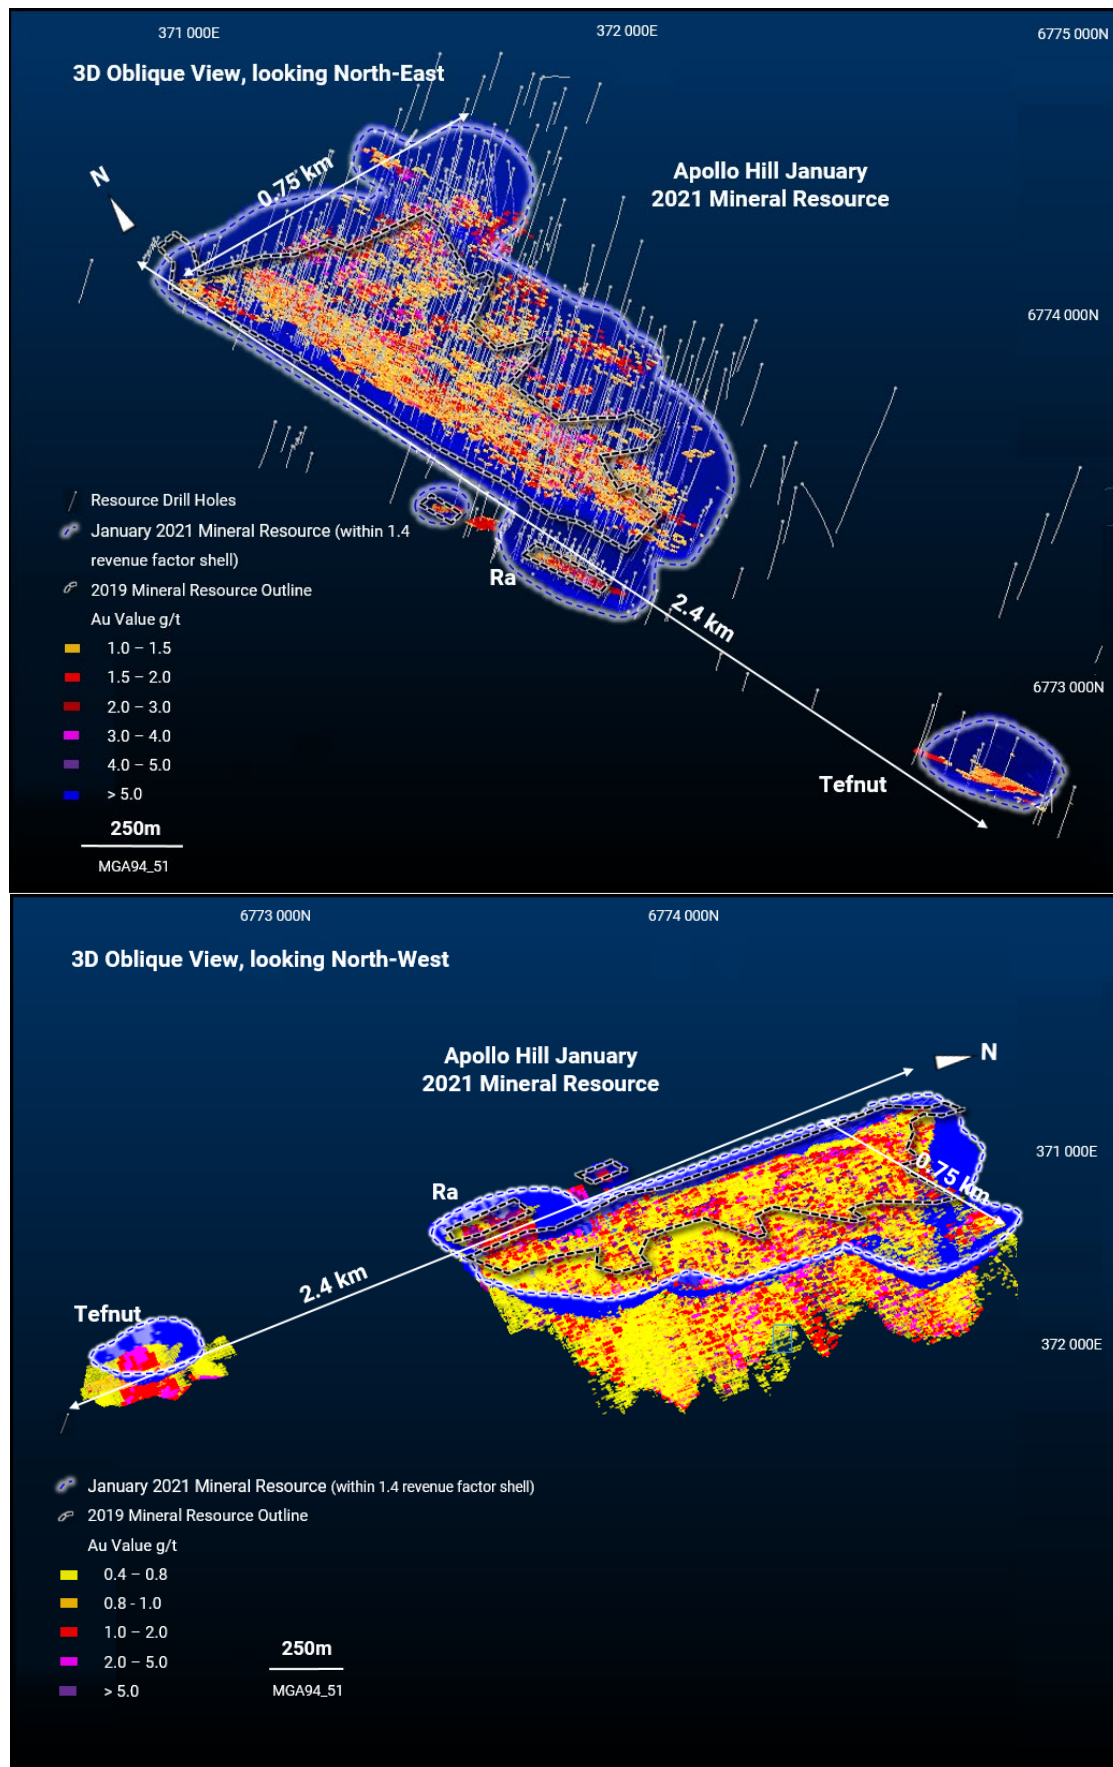 371 000E
372 000E
6775 000N
3D Oblique View, looking North-East
N
0.75 km
Apollo Hill January
2021 Mineral Resource
6774 000N
Resource Drill Holes
January 2021 Mineral Resource (within 1.4
revenue factor shell)
2019 Mineral Resource Outline
Ra
2.4 km
Au Value g/t
1.0 – 1.5
1.5 – 2.0
2.0 – 3.0
3.0 – 4.0
4.0 – 5.0
> 5.0
6773 000N
Tefnut
250m
MGA94_51
6773 000N
6774 000N
3D Oblique View, looking North-West
Apollo Hill January
2021 Mineral Resource
N
371 000E
0.75 km
Ra
2.4 km
Tefnut
372 000E
January 2021 Mineral Resource (within 1.4 revenue factor shell)
2019 Mineral Resource Outline
Au Value g/t
0.4 – 0.8
0.8 - 1.0
1.0 – 2.0
2.0 – 5.0
> 5.0
250m
MGA94_51